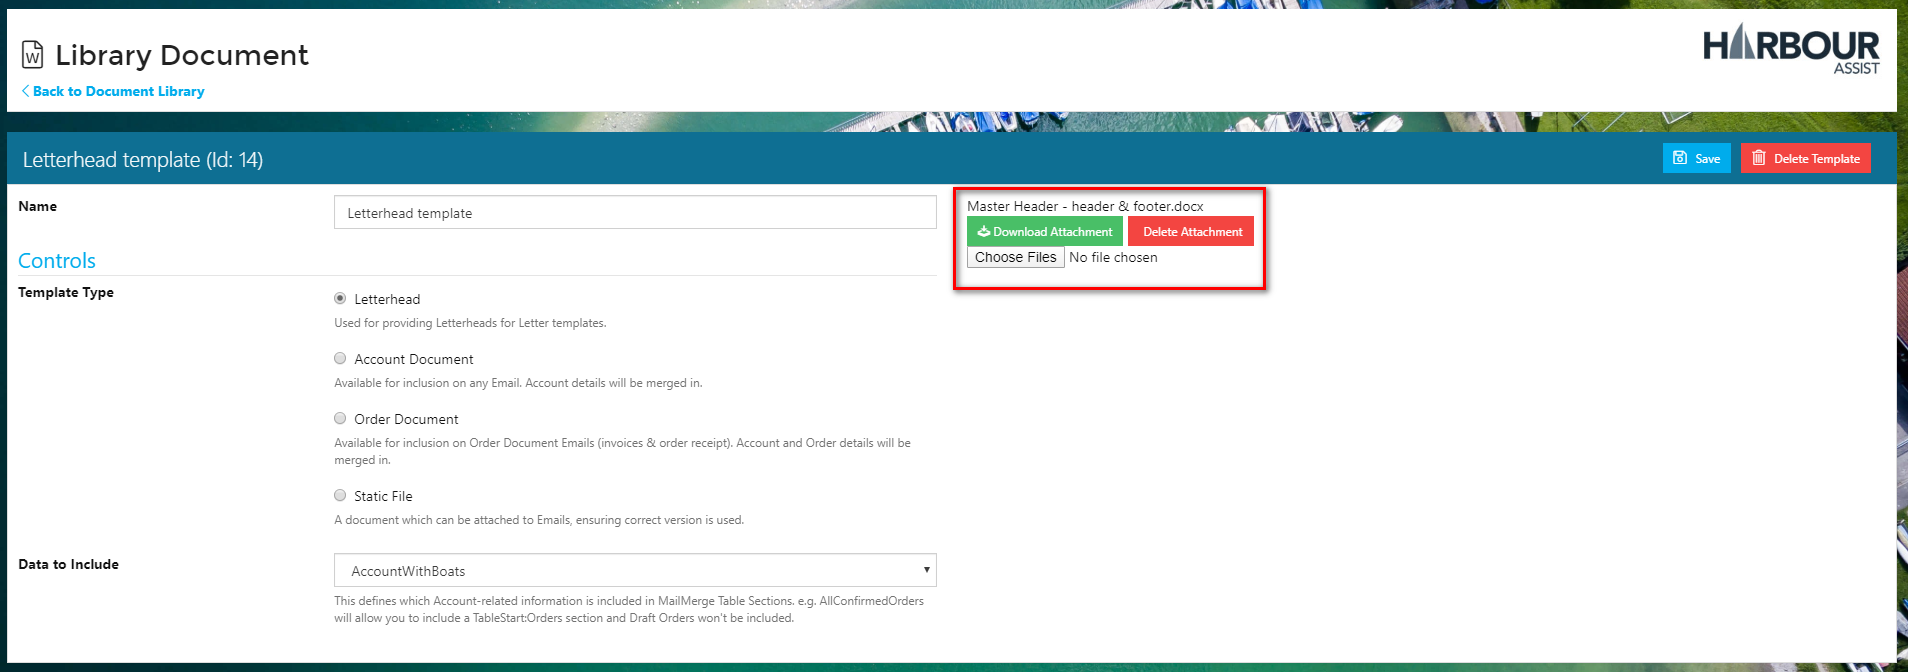 W Library Document
HARBOUR
ASSIST
Back to Document Library
Letterhead template (Id: 14)
Save
Delete Template
Name
Letterhead template
Master Header - header & footer.docx
Download Attachment
Delete Attachment
Choose Files No file chosen
Controls
Template Type
Letterhead
Used for providing Letterheads for Letter templates.
Account Document
Available for inclusion on any Email. Account details will be merged in.
Order Document
Available for inclusion on Order Document Emails (invoices & order receipt). Account and Order details will be
merged in.
Static File
A document which can be attached to Emails, ensuring correct version is used.
Data to Include
AccountWithBoats
This defines which Account-related information is included in MailMerge Table Sections. e.g. AllConfirmedOrders
will allow you to include a TableStart:Orders section and Draft Orders won't be included.